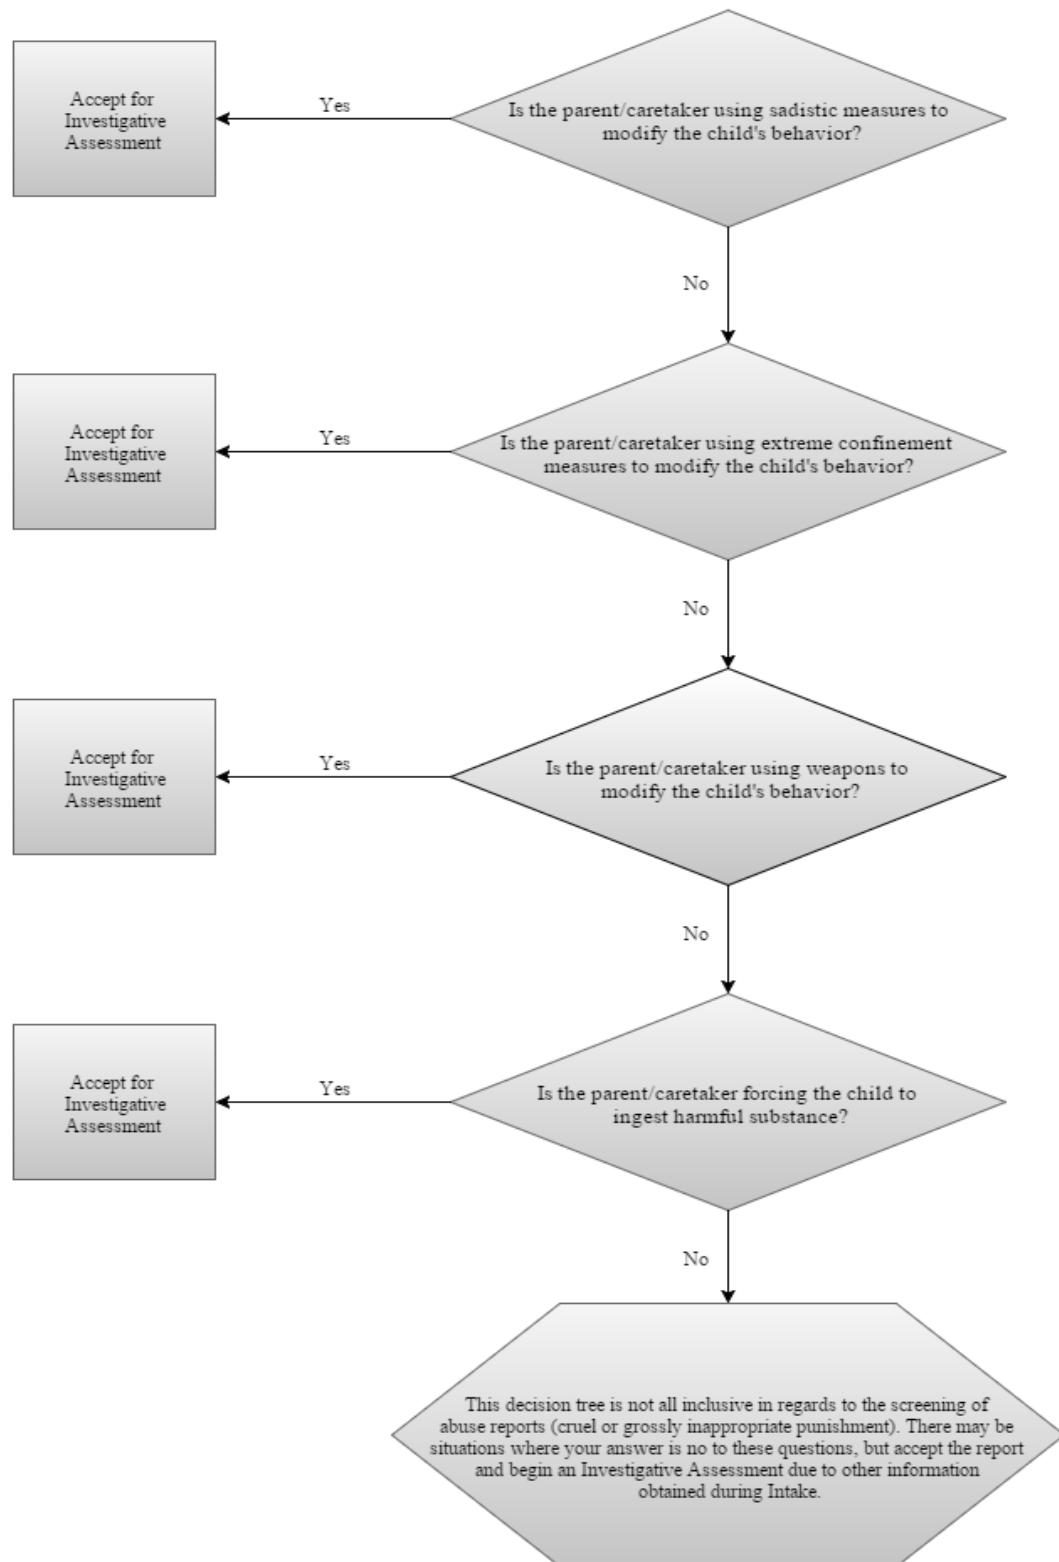 Is the parent/caretaker using sadistic measures to
modify the child's behavior?
Yes
Accept for
Investigative
Assessment
No
Is the parent/caretaker using extreme confinement
measures to modify the child's behavior?
Yes
Accept for
Investigative
Assessment
No
Is the parent/caretaker using weapons to
modify the child's behavior?
Yes
Accept for
Investigative
Assessment
No
Is the parent/caretaker forcing the child to
ingest harmful substance?
Yes
Accept for
Investigative
Assessment
No
This decision tree is not all inclusive in regards to the screening of
abuse reports (cruel or grossly inappropriate punishment). There may be
situations where your answer is no to these questions, but accept the report
and begin an Investigative Assessment due to other information
obtained during Intake.